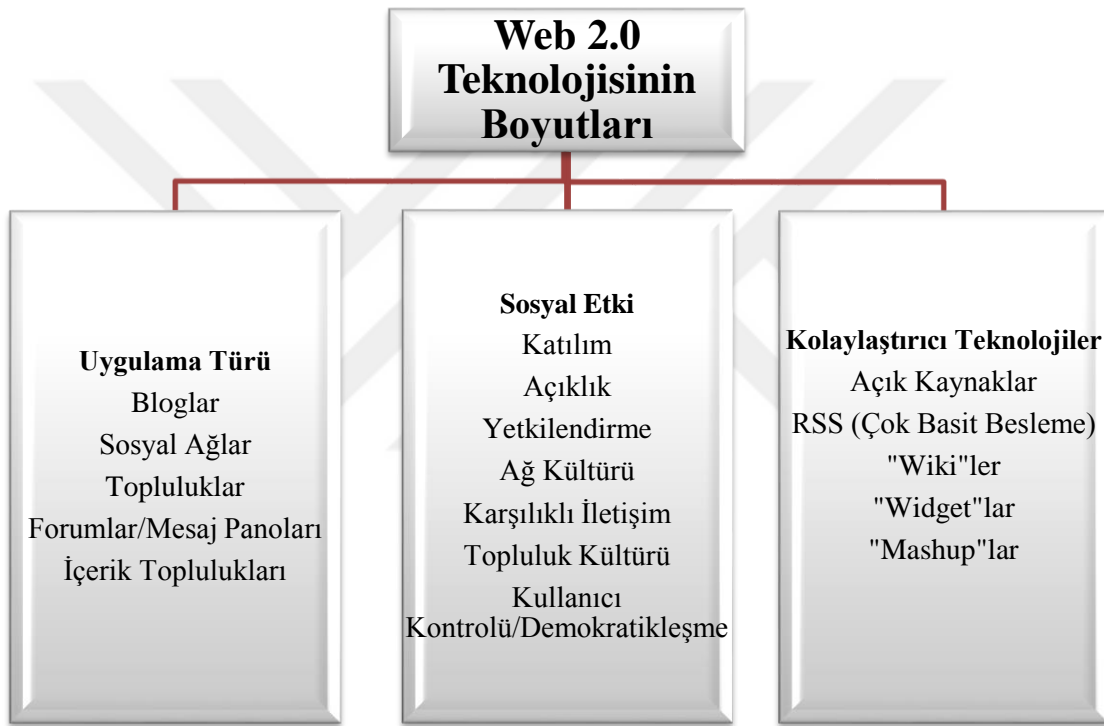 Web 2.0
Teknolojisinin
Boyutları
Uygulama Türü
Bloglar
Sosyal Ağlar
Topluluklar
Forumlar/Mesaj Panoları
İçerik Toplulukları
Sosyal Etki
Katılım
Açıklık
Yetkilendirme
Ağ Kültürü
Karşılıklı İletişim
Topluluk Kültürü
Kullanıcı
Kontrolü/Demokratikleşme
Kolaylaştırıcı Teknolojiler
Açık Kaynaklar
RSS (Çok Basit Besleme)
"Wiki"ler
"Widget"lar
"Mashup"lar